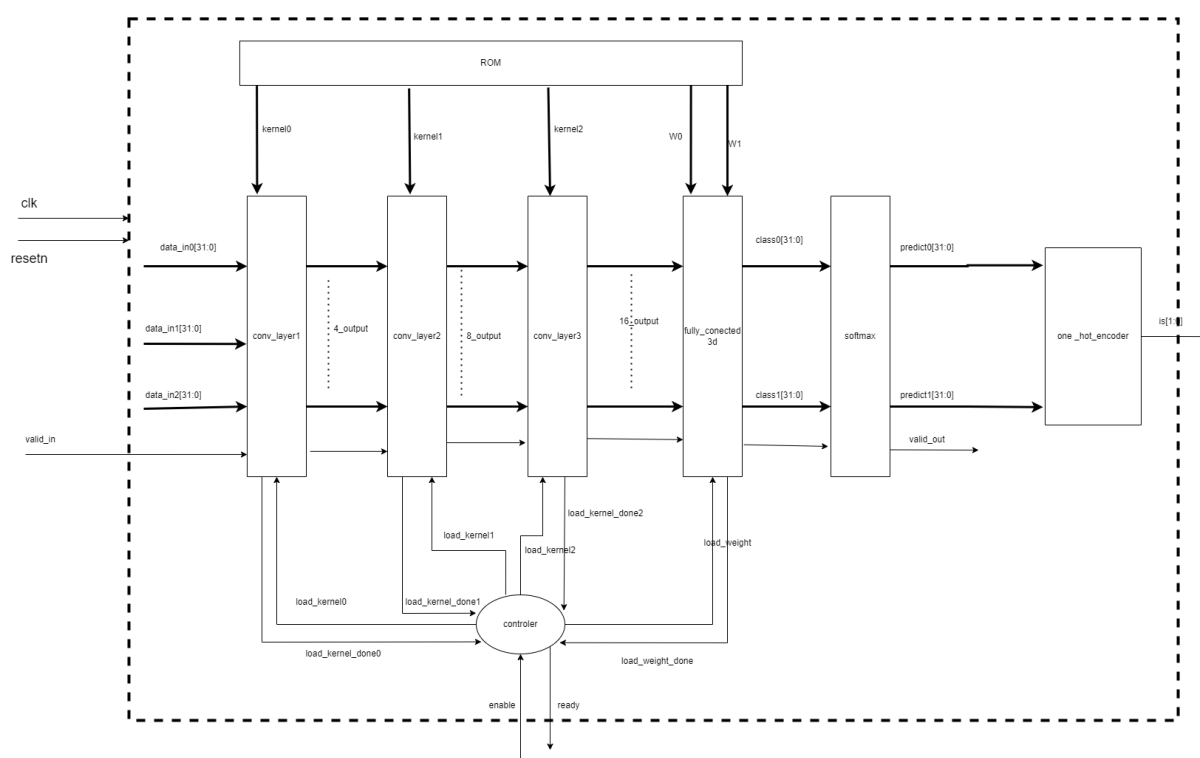 ROM
kernel0
kernel1
kernel2
W0
W1
clk
resetn
data_in0[31:0]
class0[31:0]
predict0[31:0]
data_in1[31:0]
4_output
8_output
16_output
conv_layer1
conv_layer2
conv_layer3
fully_conected
3d
softmax
one _hot_encoder
is[1:0]
data_in2[31:0]
class1[31:0]
predict1[31:0]
valid_in
valid_out
load_kernel_done2
load_kernel1
load_kernel2
load_weight
load_kernel0
load_kernel_done1
controler
load_kernel_done0
load_weight_done
enable
ready